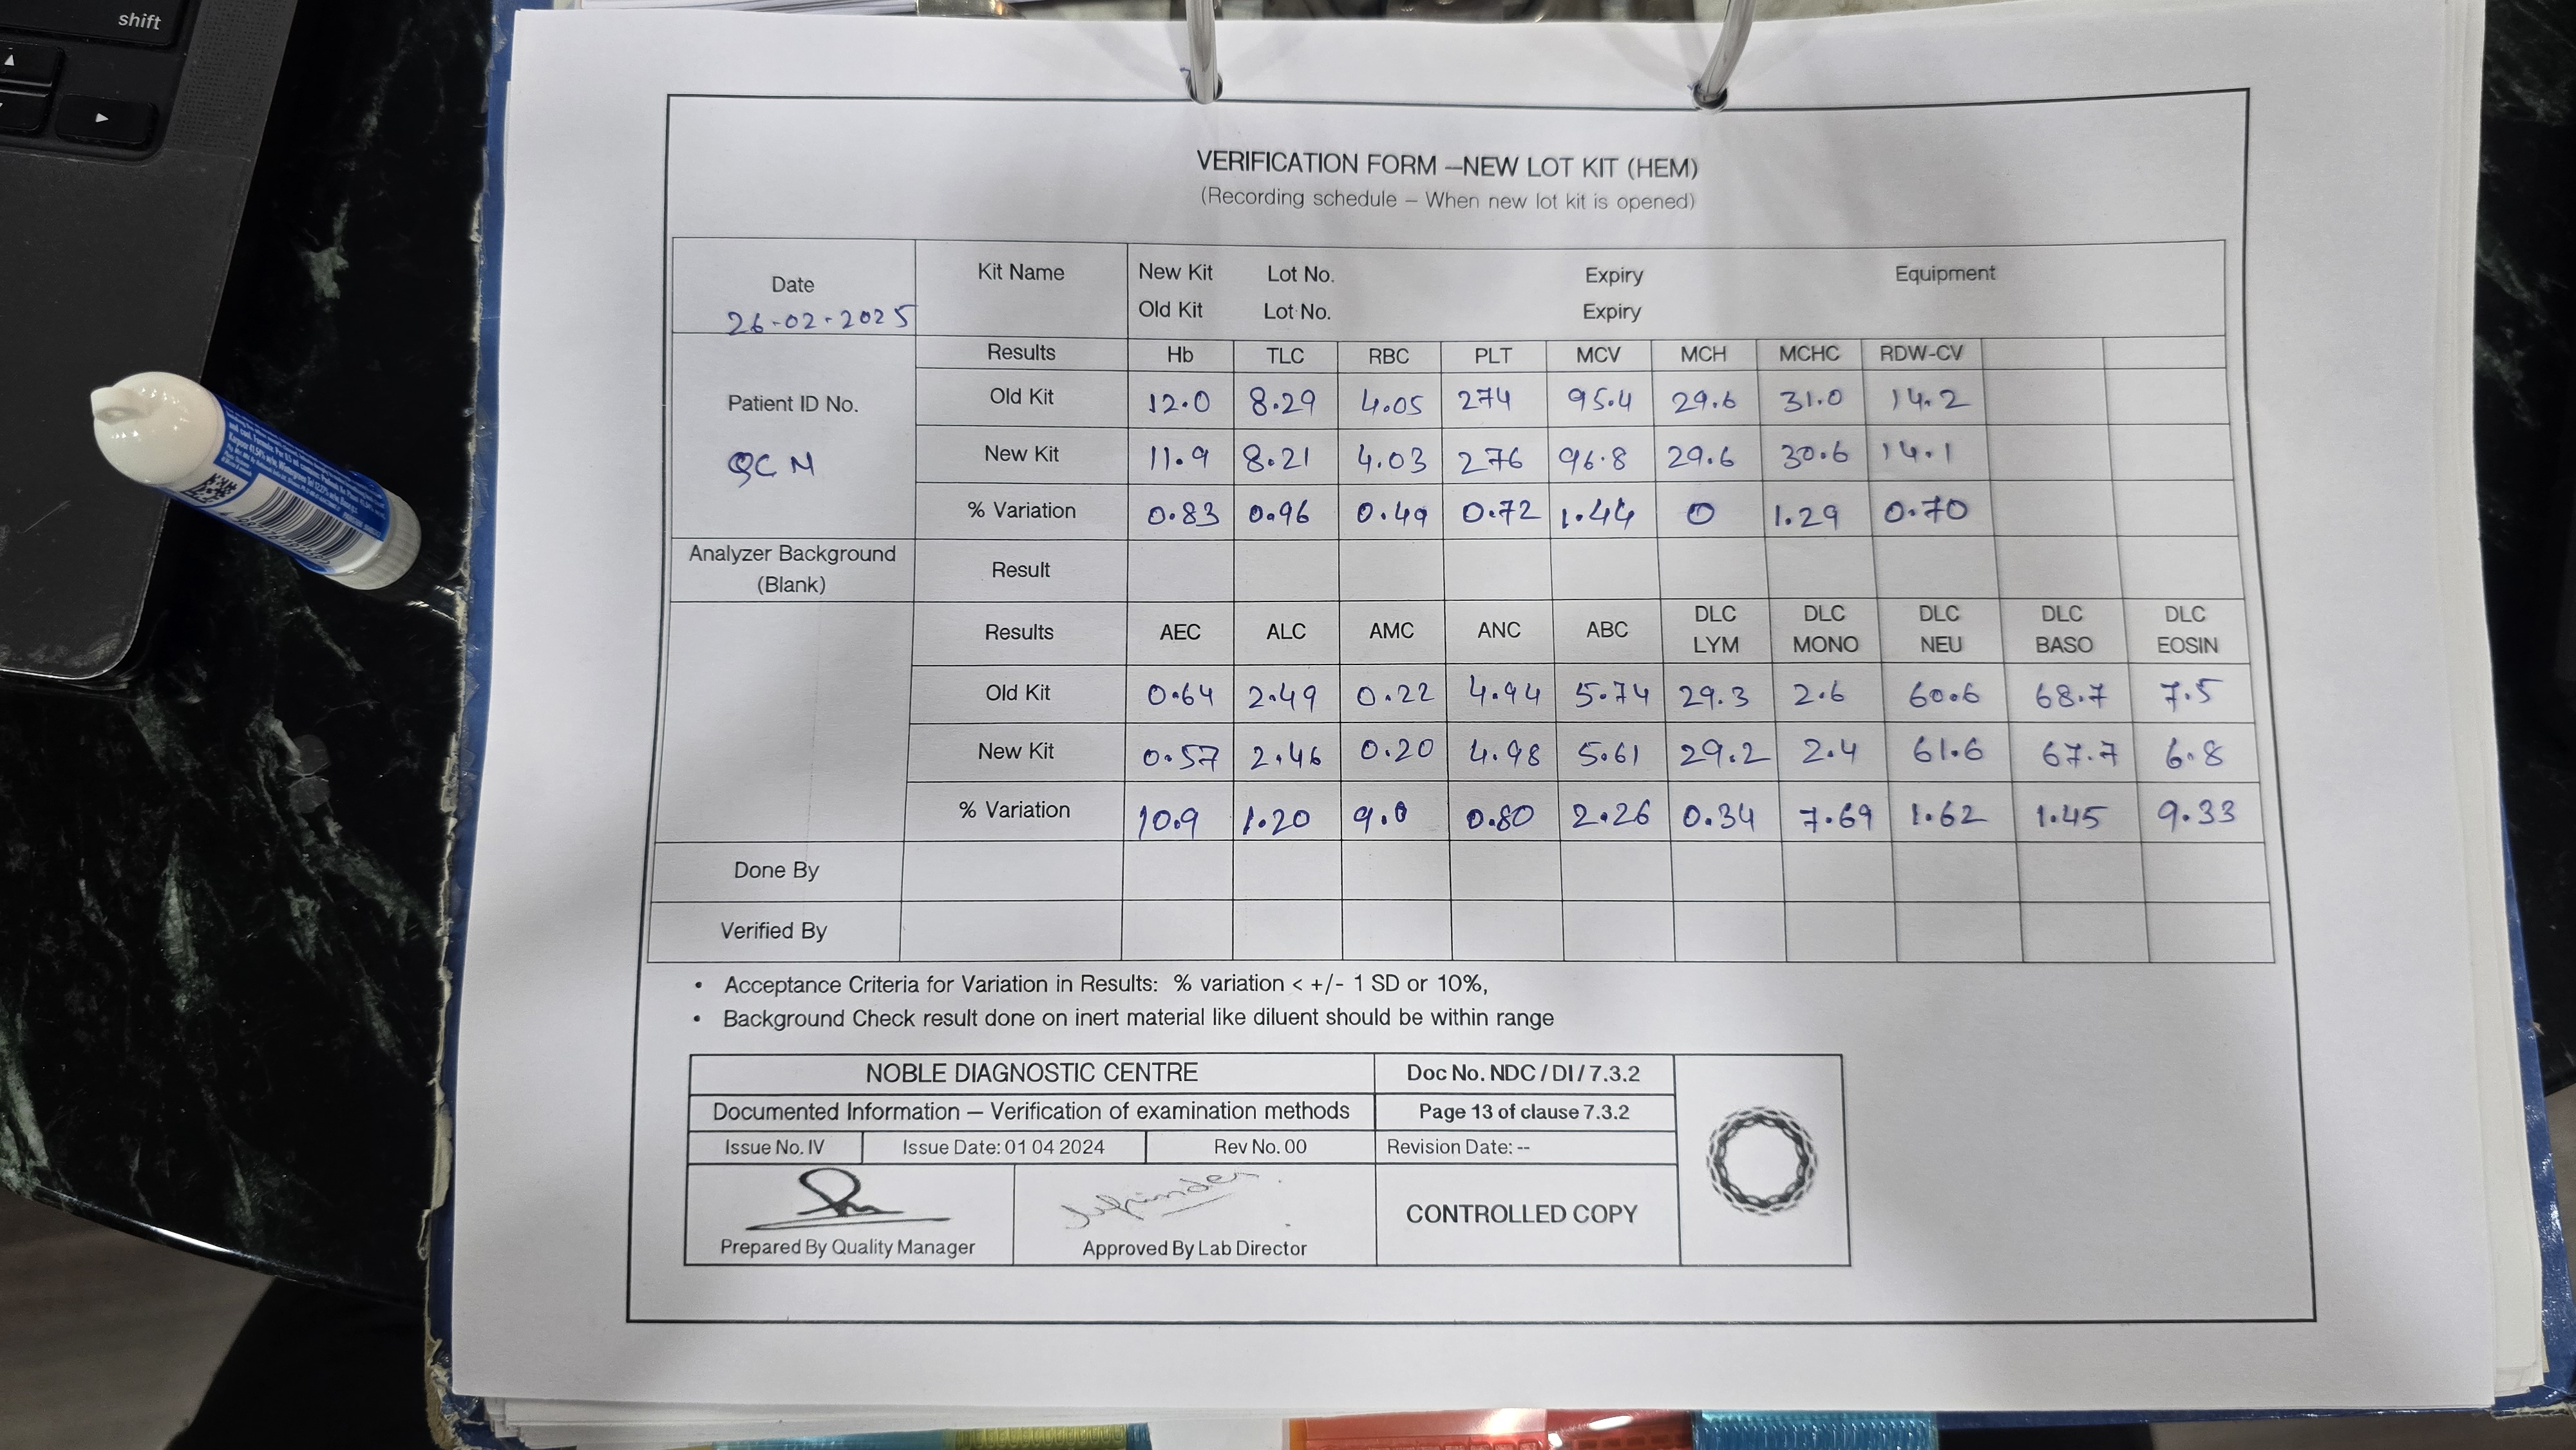 shift
VERIFICATION FORM –NEW LOT KIT (HEM)
(Recording schedule – When new lot kit is opened)
Date Kit Name New Kit Lot No. Expiry Equipment
26.02.2025 Old Kit Lot No. Expiry
Patient ID No. Results Hb TLC RBC PLT MCV MCH MCHC RDW-CV
QC N Old Kit 12.0 8.29 4.05 274 95.4 29.6 31.0 14.2
New Kit 11.9 8.21 4.03 276 96.8 29.6 30.6 14.1
% Variation 0.83 0.96 0.49 0.72 1.44 0 1.29 0.70
Analyzer Background (Blank) Result
Results AEC ALC AMC ANC ABC DLC LYM DLC MONO DLC NEU DLC BASO DLC EOSIN
Old Kit 0.64 2.49 0.22 4.94 5.74 29.3 2.6 60.6 68.7 7.5
New Kit 0.57 2.46 0.20 4.98 5.61 29.2 2.4 61.6 67.7 6.8
% Variation 10.9 1.20 9.0 0.80 2.26 0.34 7.69 1.62 1.45 9.33
Done By
Verified By
• Acceptance Criteria for Variation in Results: % variation < +/- 1 SD or 10%,
• Background Check result done on inert material like diluent should be within range
NOBLE DIAGNOSTIC CENTRE Doc No. NDC / DI / 7.3.2
Documented Information – Verification of examination methods Page 13 of clause 7.3.2
Issue No. IV Issue Date: 01 04 2024 Rev No. 00 Revision Date: --
Prepared By Quality Manager Approved By Lab Director CONTROLLED COPY